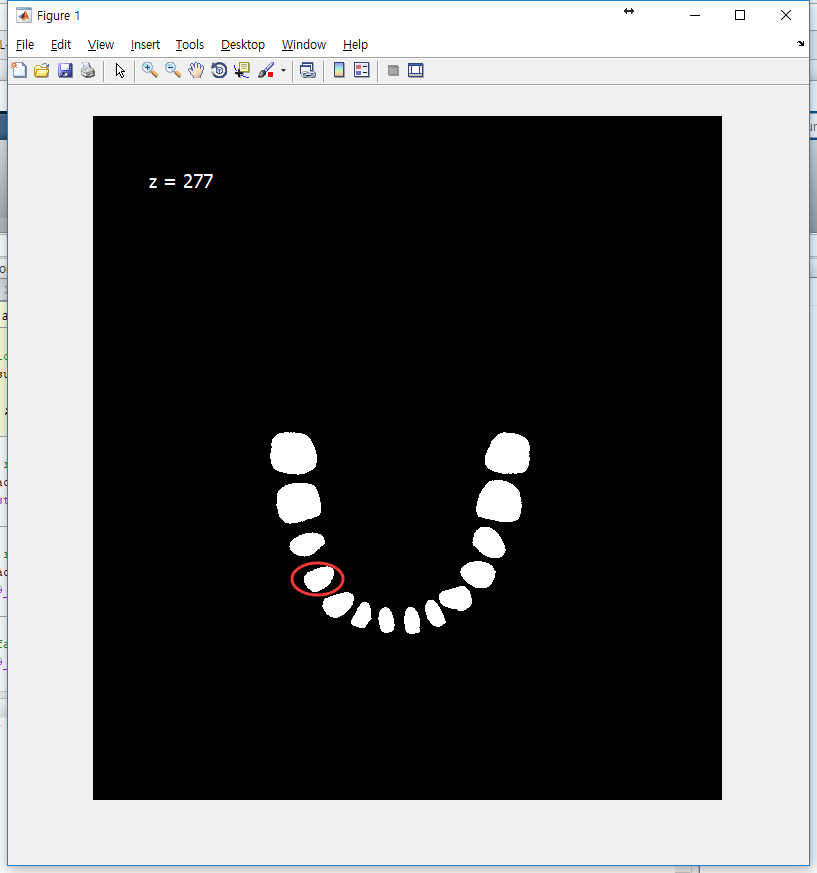 Figure 1
File Edit View Insert Tools Desktop Window Help
z = 277